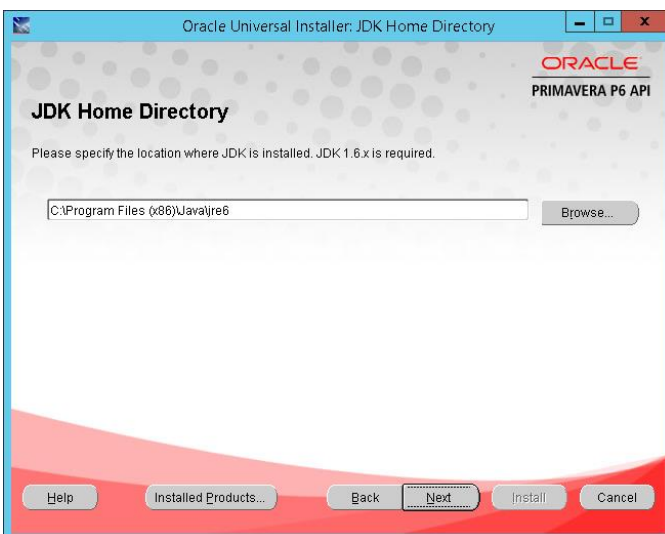 Oracle Universal Installer: JDK Home Directory
ORACLE
PRIMAVERA P6 API
JDK Home Directory
Please specify the location where JDK is installed. JDK 1.6.x is required.
C:\Program Files (x86)\Java\jre6
Browse...
Help
Installed Products...
Back
Next
Install
Cancel